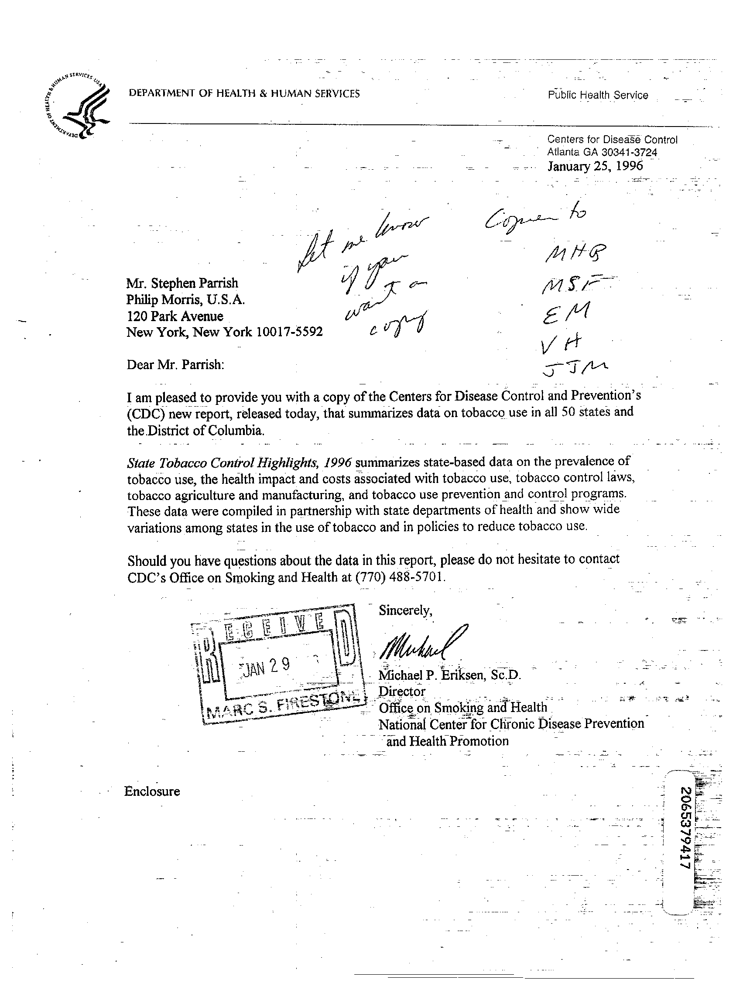 DEPARTMENT OF HEALTH & HUMAN SERVICES
Public Health Service
Centers for Disease Control
Atlanta GA 30341-3724
January 25, 1996
let me know
if you
want a
copy
Copies to
MHB
MSF
EM
VH
JJM
Mr. Stephen Parrish
Philip Morris, U.S.A.
120 Park Avenue
New York, New York 10017-5592
Dear Mr. Parrish:
I am pleased to provide you with a copy of the Centers for Disease Control and Prevention's
(CDC) new report, released today, that summarizes data on tobacco use in all 50 states and
the District of Columbia.
State Tobacco Control Highlights, 1996 summarizes state-based data on the prevalence of
tobacco use, the health impact and costs associated with tobacco use, tobacco control laws,
tobacco agriculture and manufacturing, and tobacco use prevention and control programs.
These data were compiled in partnership with state departments of health and show wide
variations among states in the use of tobacco and in policies to reduce tobacco use.
Should you have questions about the data in this report, please do not hesitate to contact
CDC's Office on Smoking and Health at (770) 488-5701.
Sincerely,
Michael
Michael P. Eriksen, Sc.D.
Director
Office on Smoking and Health
National Center for Chronic Disease Prevention
and Health Promotion
RECEIVED
JAN 29
MARC S. FIRESTONE
Enclosure
2065379417